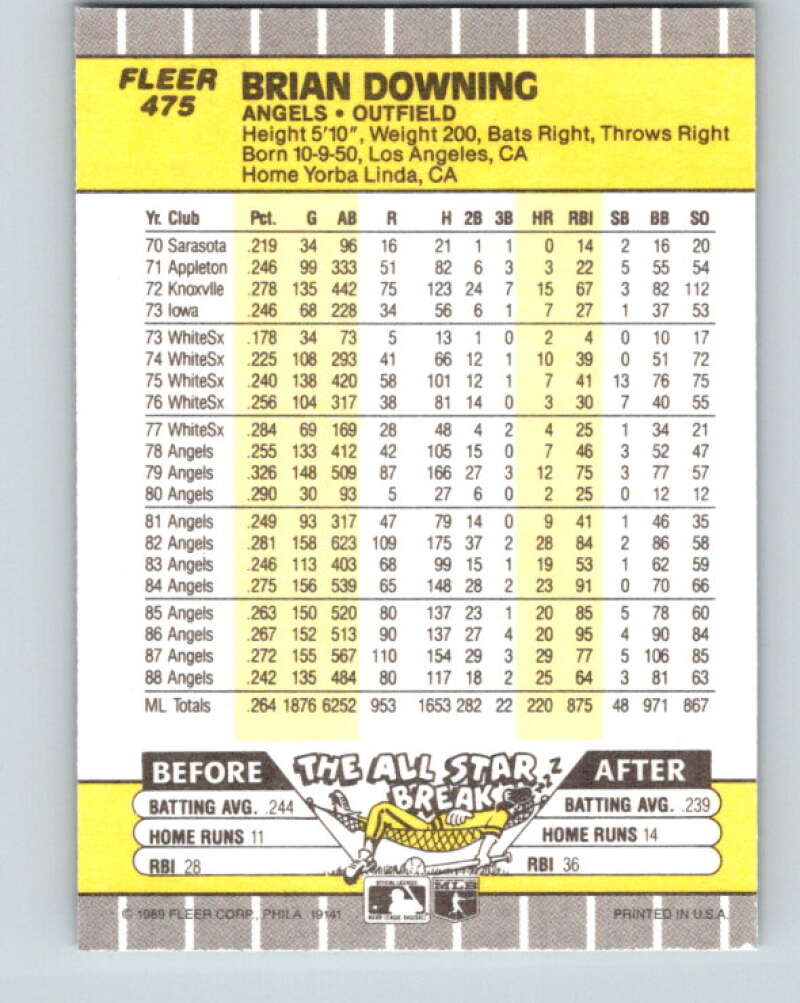 FLEER
475
BRIAN DOWNING
ANGELS • OUTFIELD
Height 5'10", Weight 200, Bats Right, Throws Right
Born 10-9-50, Los Angeles, CA
Home Yorba Linda, CA
Yr. Club Pct. G AB R H 2B 3B HR RBI SB BB SO
70 Sarasota .219 34 96 16 21 1 1 0 14 2 16 20
71 Appleton .246 99 333 51 82 6 3 3 22 5 55 54
72 Knoxvlle .278 135 442 75 123 24 7 15 67 3 82 112
73 Iowa .246 68 228 34 56 6 1 7 27 1 37 53
73 WhiteSx .178 34 73 5 13 1 0 2 4 0 10 17
74 WhiteSx .225 108 293 41 66 12 1 10 39 0 51 72
75 WhiteSx .240 138 420 58 101 12 1 7 41 13 76 75
76 WhiteSx .256 104 317 38 81 14 0 3 30 7 40 55
77 WhiteSx .284 69 169 28 48 4 2 4 25 1 34 21
78 Angels .255 133 412 42 105 15 0 7 46 3 52 47
79 Angels .326 148 509 87 166 27 3 12 75 3 77 57
80 Angels .290 30 93 5 27 6 0 2 25 0 12 12
81 Angels .249 93 317 47 79 14 0 9 41 1 46 35
82 Angels .281 158 623 109 175 37 2 28 84 2 86 58
83 Angels .246 113 403 68 99 15 1 19 53 1 62 59
84 Angels .275 156 539 65 148 28 2 23 91 0 70 66
85 Angels .263 150 520 80 137 23 1 20 85 5 78 60
86 Angels .267 152 513 90 137 27 4 20 95 4 90 84
87 Angels .272 155 567 110 154 29 3 29 77 5 106 85
88 Angels .242 135 484 80 117 18 2 25 64 3 81 63
ML Totals .264 1876 6252 953 1653 282 22 220 875 48 971 867
BEFORE THE ALL STAR BREAK Z Z AFTER
BATTING AVG. .244 BATTING AVG. .239
HOME RUNS 11 HOME RUNS 14
RBI 28 RBI 36
MLB
© 1989 FLEER CORP., PHILA. 19141 PRINTED IN U.S.A.